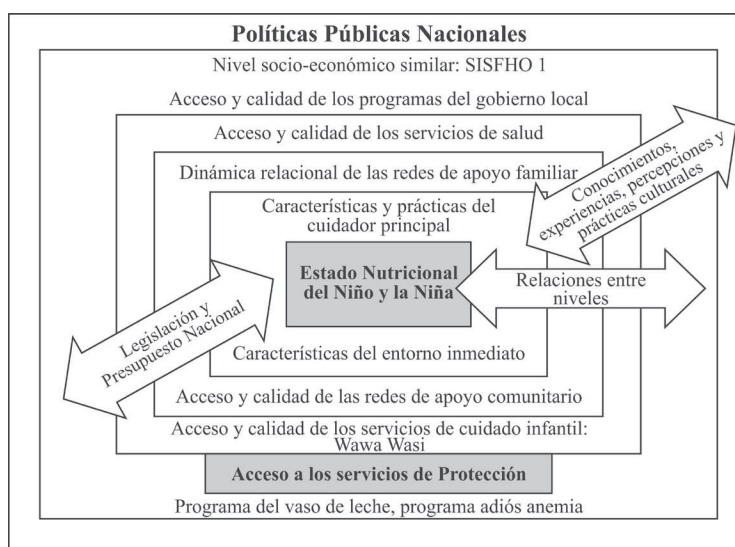 Políticas Públicas Nacionales
Nivel socio-económico similar: SISFHO 1
Acceso y calidad de los programas del gobierno local
Acceso y calidad de los servicios de salud
Dinámica relacional de las redes de apoyo familiar
Conocimientos,
experiencias, percepciones y
prácticas culturales
Características y prácticas del
cuidador principal
Estado Nutricional
del Niño y la Niña
Relaciones entre
niveles
Legislación y
Presupuesto Nacional
Características del entorno inmediato
Acceso y calidad de las redes de apoyo comunitario
Acceso y calidad de los servicios de cuidado infantil:
Wawa Wasi
Acceso a los servicios de Protección
Programa del vaso de leche, programa adiós anemia